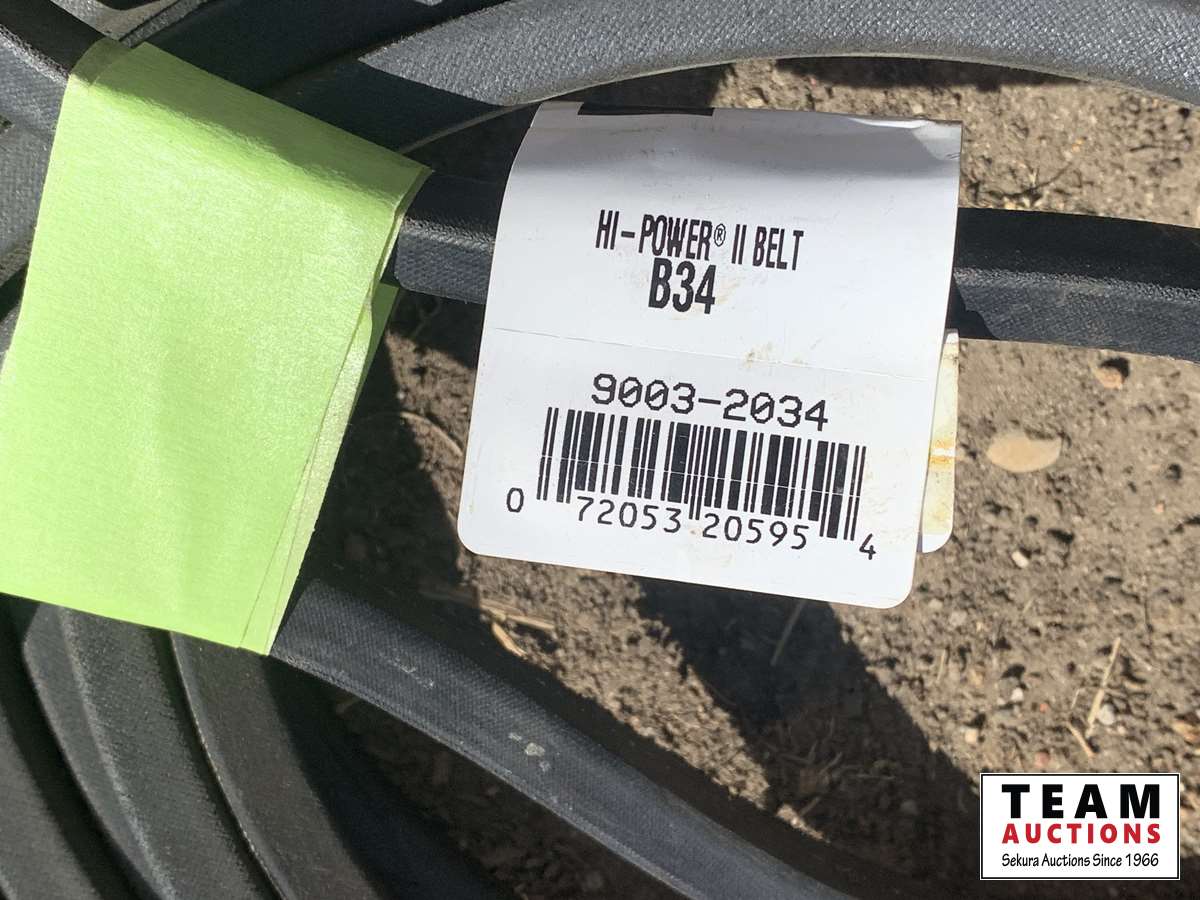 HI-POWER® II BELT
B34
9003-2034
0 72053 20595 4
TEAM
AUCTIONS
Sekura Auctions Since 1966